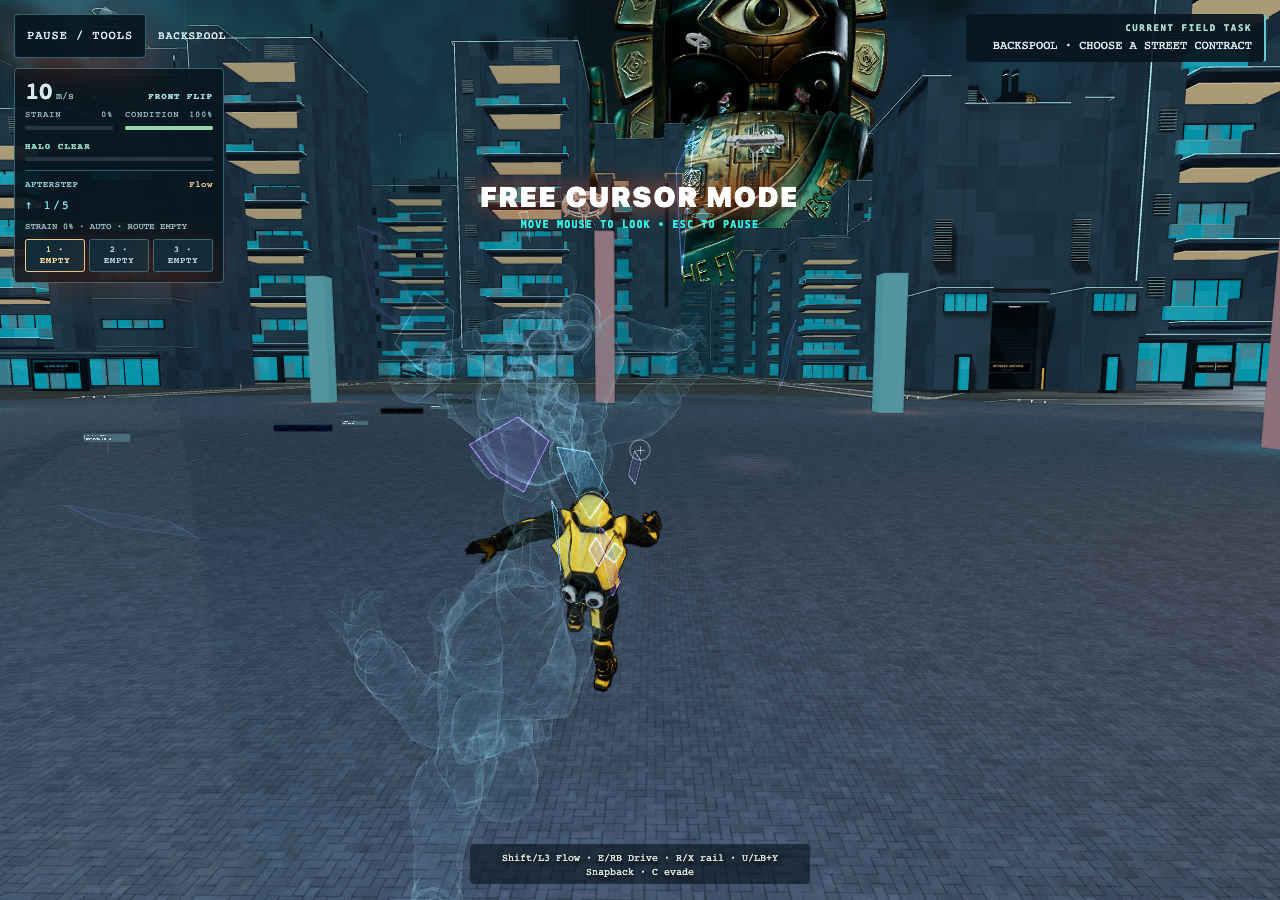 PAUSE / TOOLS
BACKSPOOL
CURRENT FIELD TASK
BACKSPOOL · CHOOSE A STREET CONTRACT
10 m/s
FRONT FLIP
STRAIN 0%
CONDITION 100%
HALO CLEAR
AFTERSTEP
Flow
↑ 1/5
STRAIN 0% · AUTO · ROUTE EMPTY
1 · EMPTY
2 · EMPTY
3 · EMPTY
FREE CURSOR MODE
MOVE MOUSE TO LOOK • ESC TO PAUSE
Shift/L3 Flow · E/RB Drive · R/X rail · U/LB+Y
Snapback · C evade